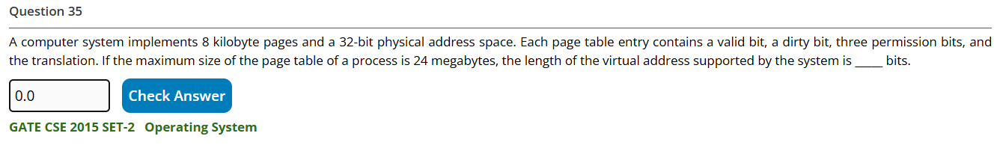 Question 35
A computer system implements 8 kilobyte pages and a 32-bit physical address space. Each page table entry contains a valid bit, a dirty bit, three permission bits, and
the translation. If the maximum size of the page table of a process is 24 megabytes, the length of the virtual address supported by the system is _____ bits.
0.0
Check Answer
GATE CSE 2015 SET-2 Operating System